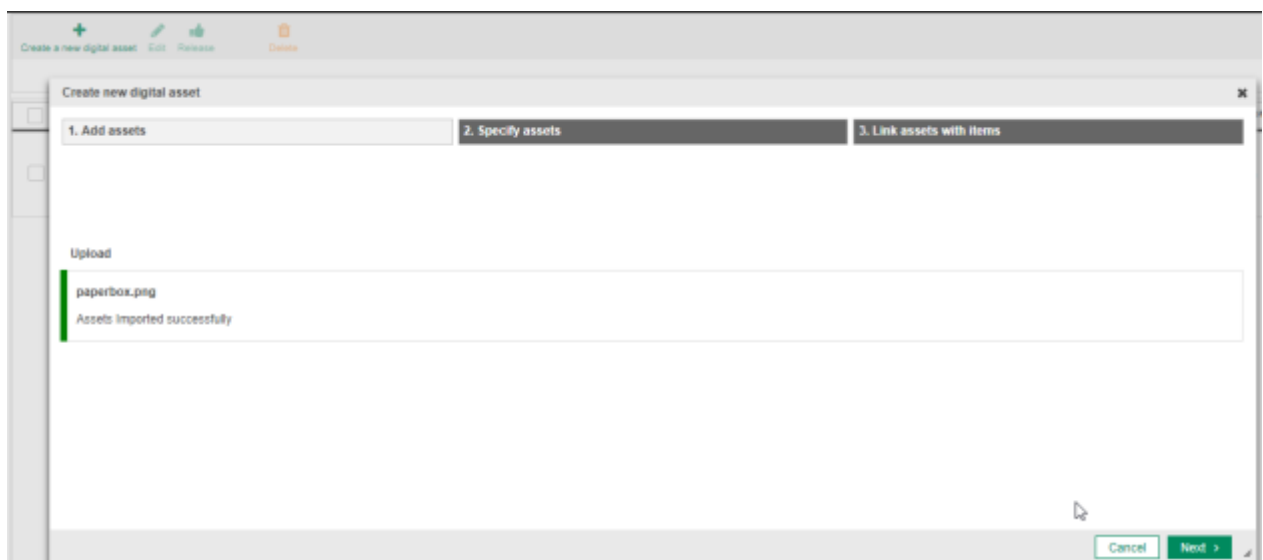 Create a new digital asset Edit Release Delete
Create new digital asset
1. Add assets 2. Specify assets 3. Link assets with items
Upload
paperbox.png
Assets Imported successfully
Cancel Next >